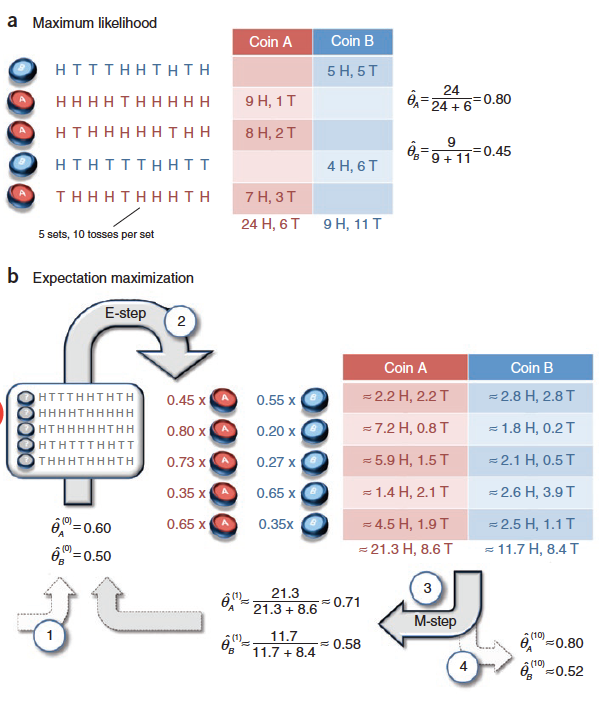 a Maximum likelihood
Coin A Coin B
B H T T T H H T H T H 5 H, 5 T
A H H H H T H H H H H 9 H, 1 T
A H T H H H H H T H H 8 H, 2 T
B H T H T T T H H T T 4 H, 6 T
A T H H H T H H H T H 7 H, 3 T
24 H, 6 T 9 H, 11 T
5 sets, 10 tosses per set
θ̂A = 24 / 24 + 6 = 0.80
θ̂B = 9 / 9 + 11 = 0.45
b Expectation maximization
E-step 2
Coin A Coin B
? H T T T H H T H T H 0.45 x A 0.55 x B ≈ 2.2 H, 2.2 T ≈ 2.8 H, 2.8 T
? H H H H T H H H H H 0.80 x A 0.20 x B ≈ 7.2 H, 0.8 T ≈ 1.8 H, 0.2 T
? H T H H H H H T H H 0.73 x A 0.27 x B ≈ 5.9 H, 1.5 T ≈ 2.1 H, 0.5 T
? H T H T T T H H T T 0.35 x A 0.65 x B ≈ 1.4 H, 2.1 T ≈ 2.6 H, 3.9 T
? T H H H T H H H T H 0.65 x A 0.35x B ≈ 4.5 H, 1.9 T ≈ 2.5 H, 1.1 T
≈ 21.3 H, 8.6 T ≈ 11.7 H, 8.4 T
θ̂A(0) = 0.60
θ̂B(0) = 0.50
1
θ̂A(1) ≈ 21.3 / 21.3 + 8.6 ≈ 0.71
θ̂B(1) ≈ 11.7 / 11.7 + 8.4 ≈ 0.58
3
M-step
4
θ̂A(10) ≈ 0.80
θ̂B(10) ≈ 0.52